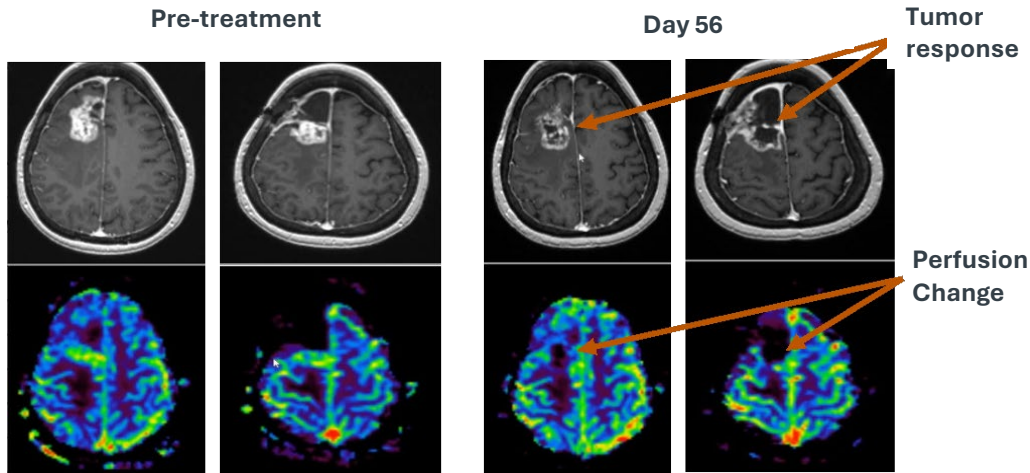 Pre-treatment
Day 56
Tumor
response
Perfusion
Change